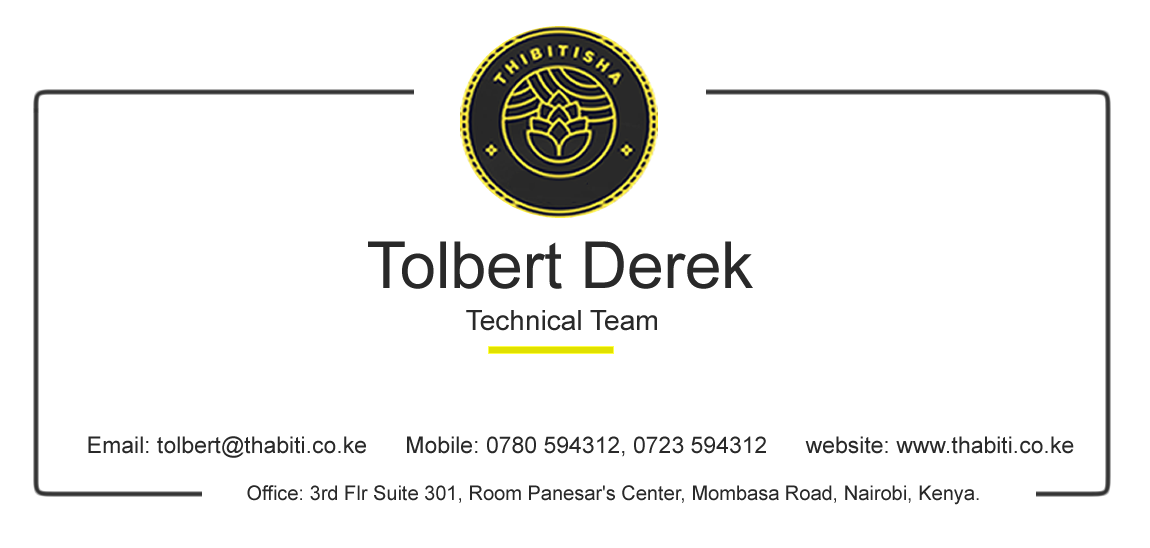 THIBITISHA
Tolbert Derek
Technical Team
Email: tolbert@thabiti.co.ke Mobile: 0780 594312, 0723 594312 website: www.thabiti.co.ke
Office: 3rd Flr Suite 301, Room Panesar's Center, Mombasa Road, Nairobi, Kenya.